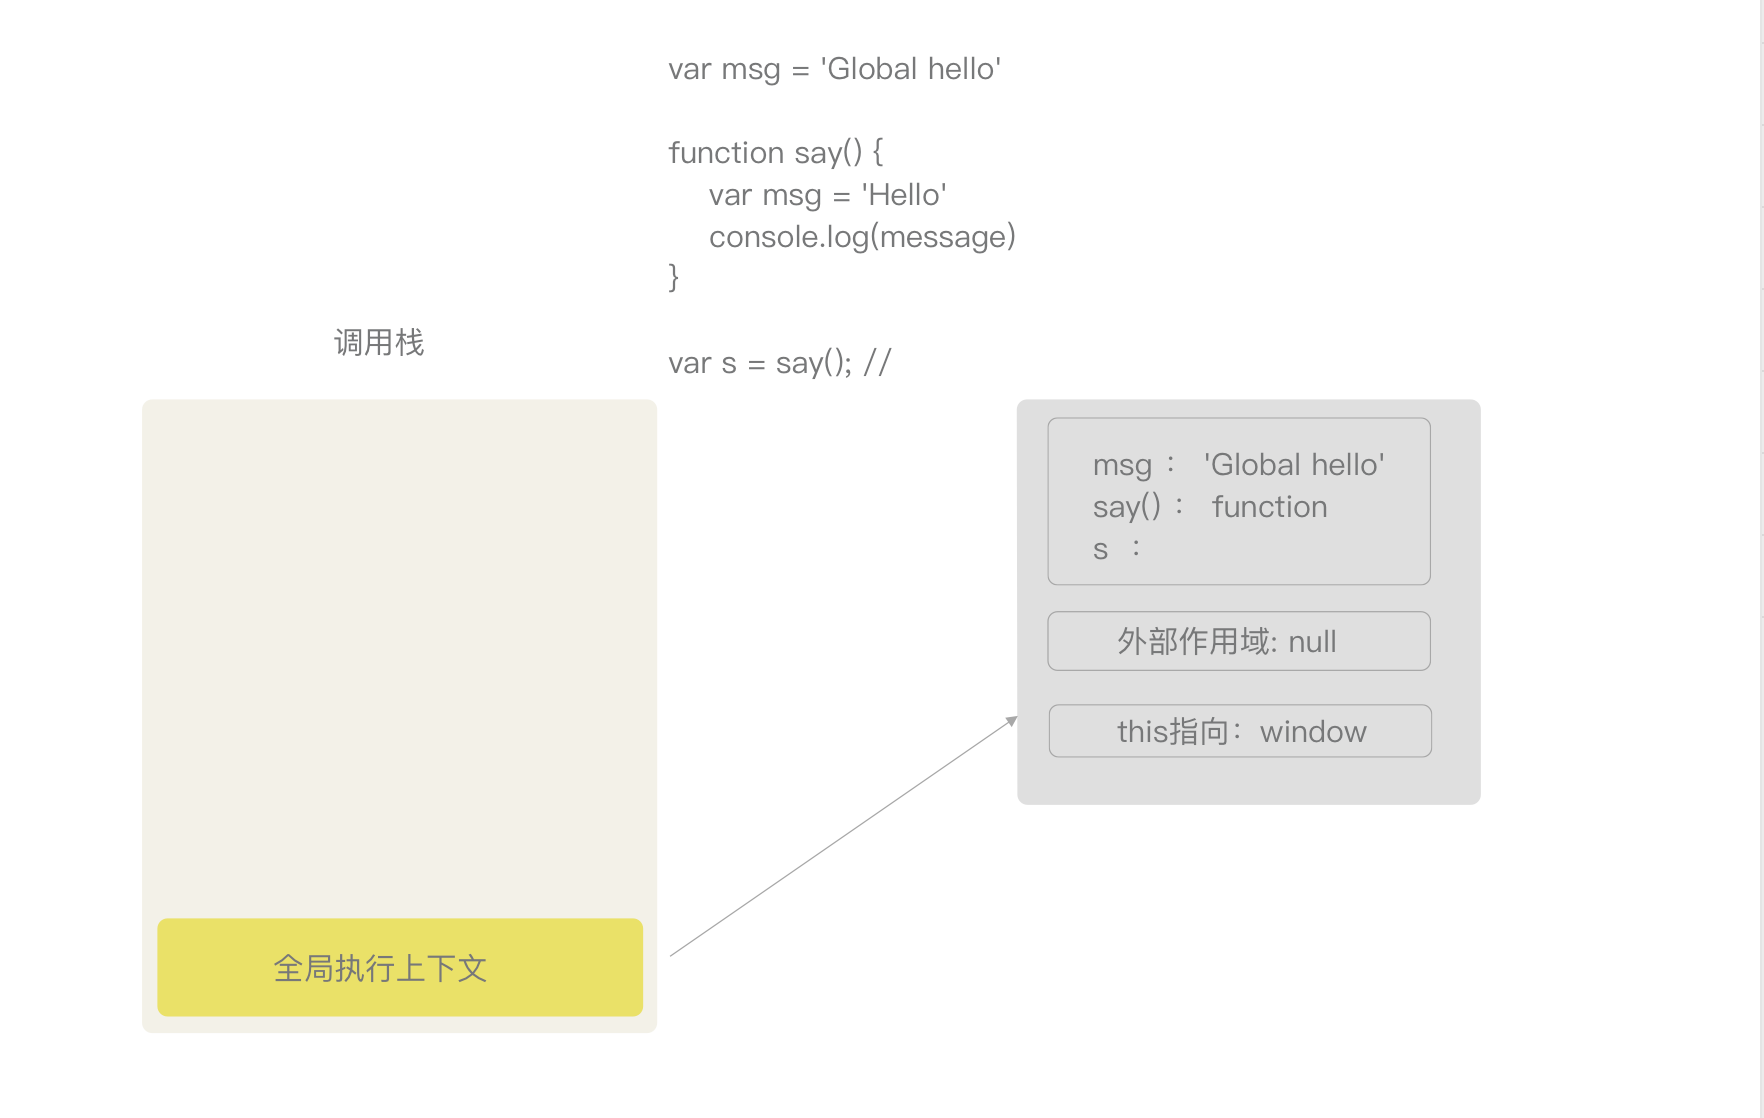 var msg = 'Global hello'
function say() {
var msg = 'Hello'
console.log(message)
}
var s = say(); //
调用栈
msg： 'Global hello'
say()： function
s ：
外部作用域: null
this指向：window
全局执行上下文